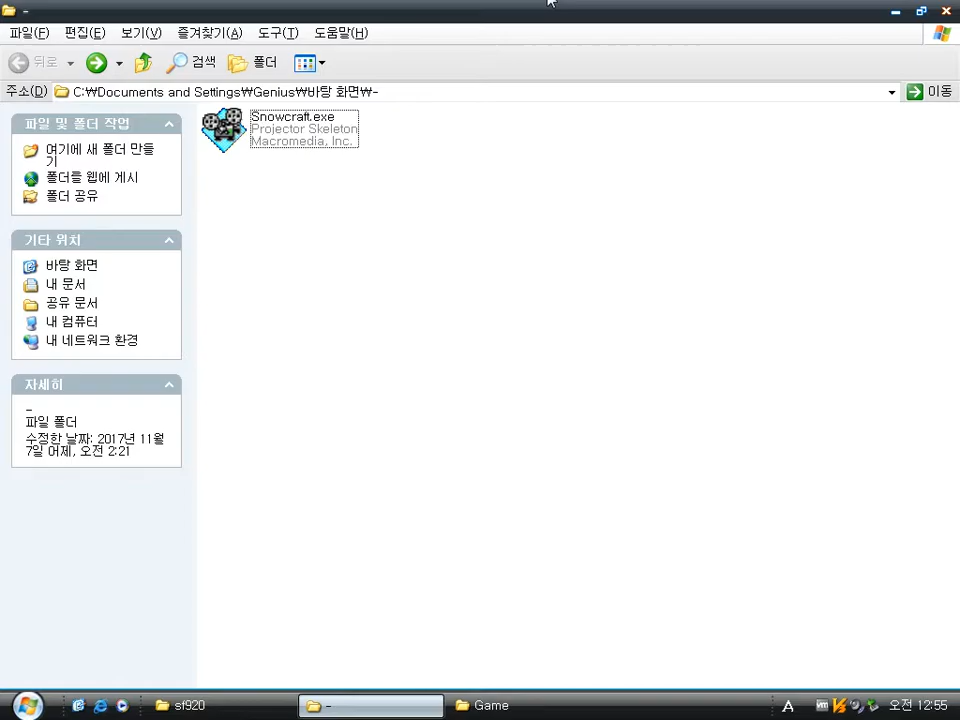 -
파일(F) 편집(E) 보기(V) 즐겨찾기(A) 도구(T) 도움말(H)
뒤로 검색 폴더
주소(D) C:₩Documents and Settings₩Genius₩바탕 화면₩- 이동
파일 및 폴더 작업
여기에 새 폴더 만들
기
폴더를 웹에 게시
폴더 공유
기타 위치
바탕 화면
내 문서
공유 문서
내 컴퓨터
내 네트워크 환경
자세히
-
파일 폴더
수정한 날짜: 2017년 11월
7일 어제, 오전 2:21
Snowcraft.exe
Projector Skeleton
Macromedia, Inc.
sf920 - Game A vm 오전 12:55